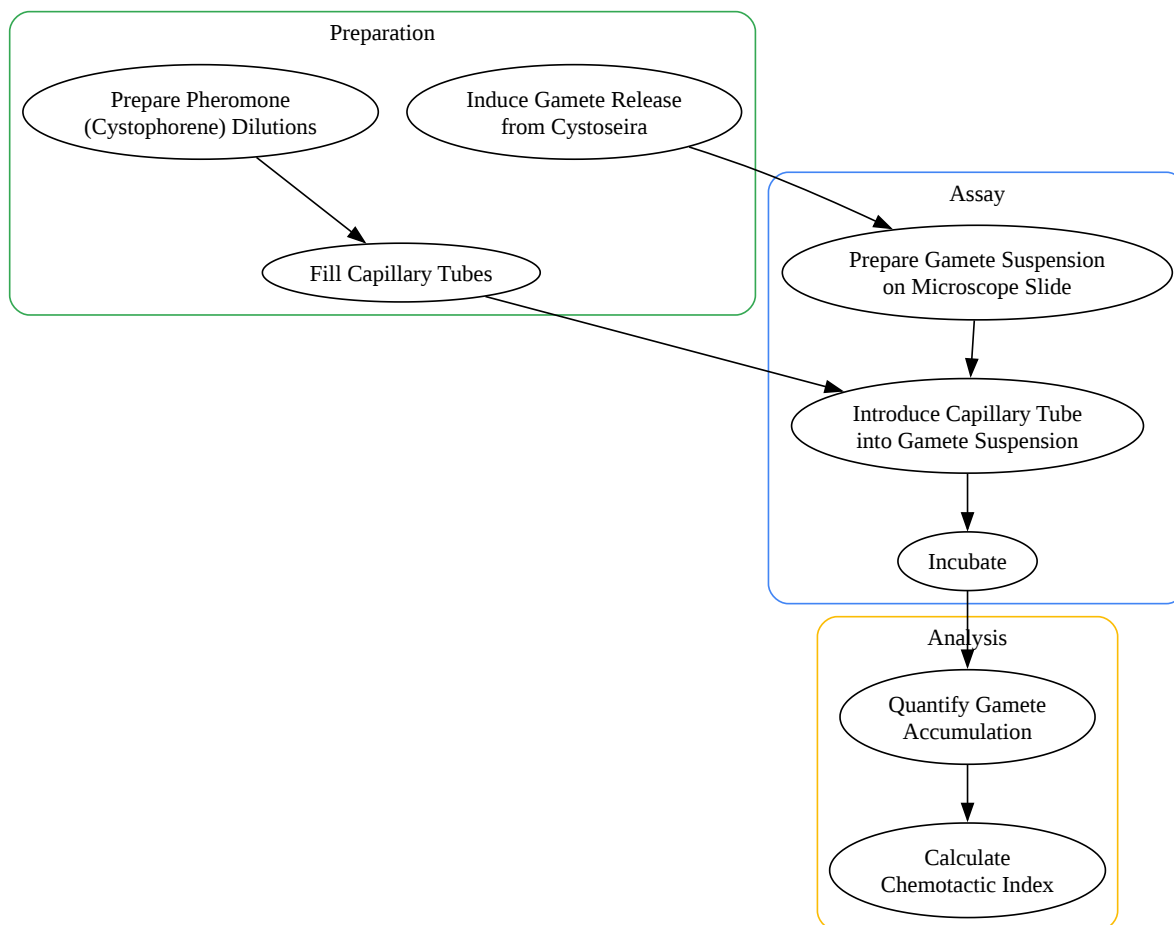 Preparation
Prepare Pheromone
(Cystophorene) Dilutions
Induce Gamete Release
from Cystoseira
Fill Capillary Tubes
Assay
Prepare Gamete Suspension
on Microscope Slide
Introduce Capillary Tube
into Gamete Suspension
Incubate
Analysis
Quantify Gamete
Accumulation
Calculate
Chemotactic Index